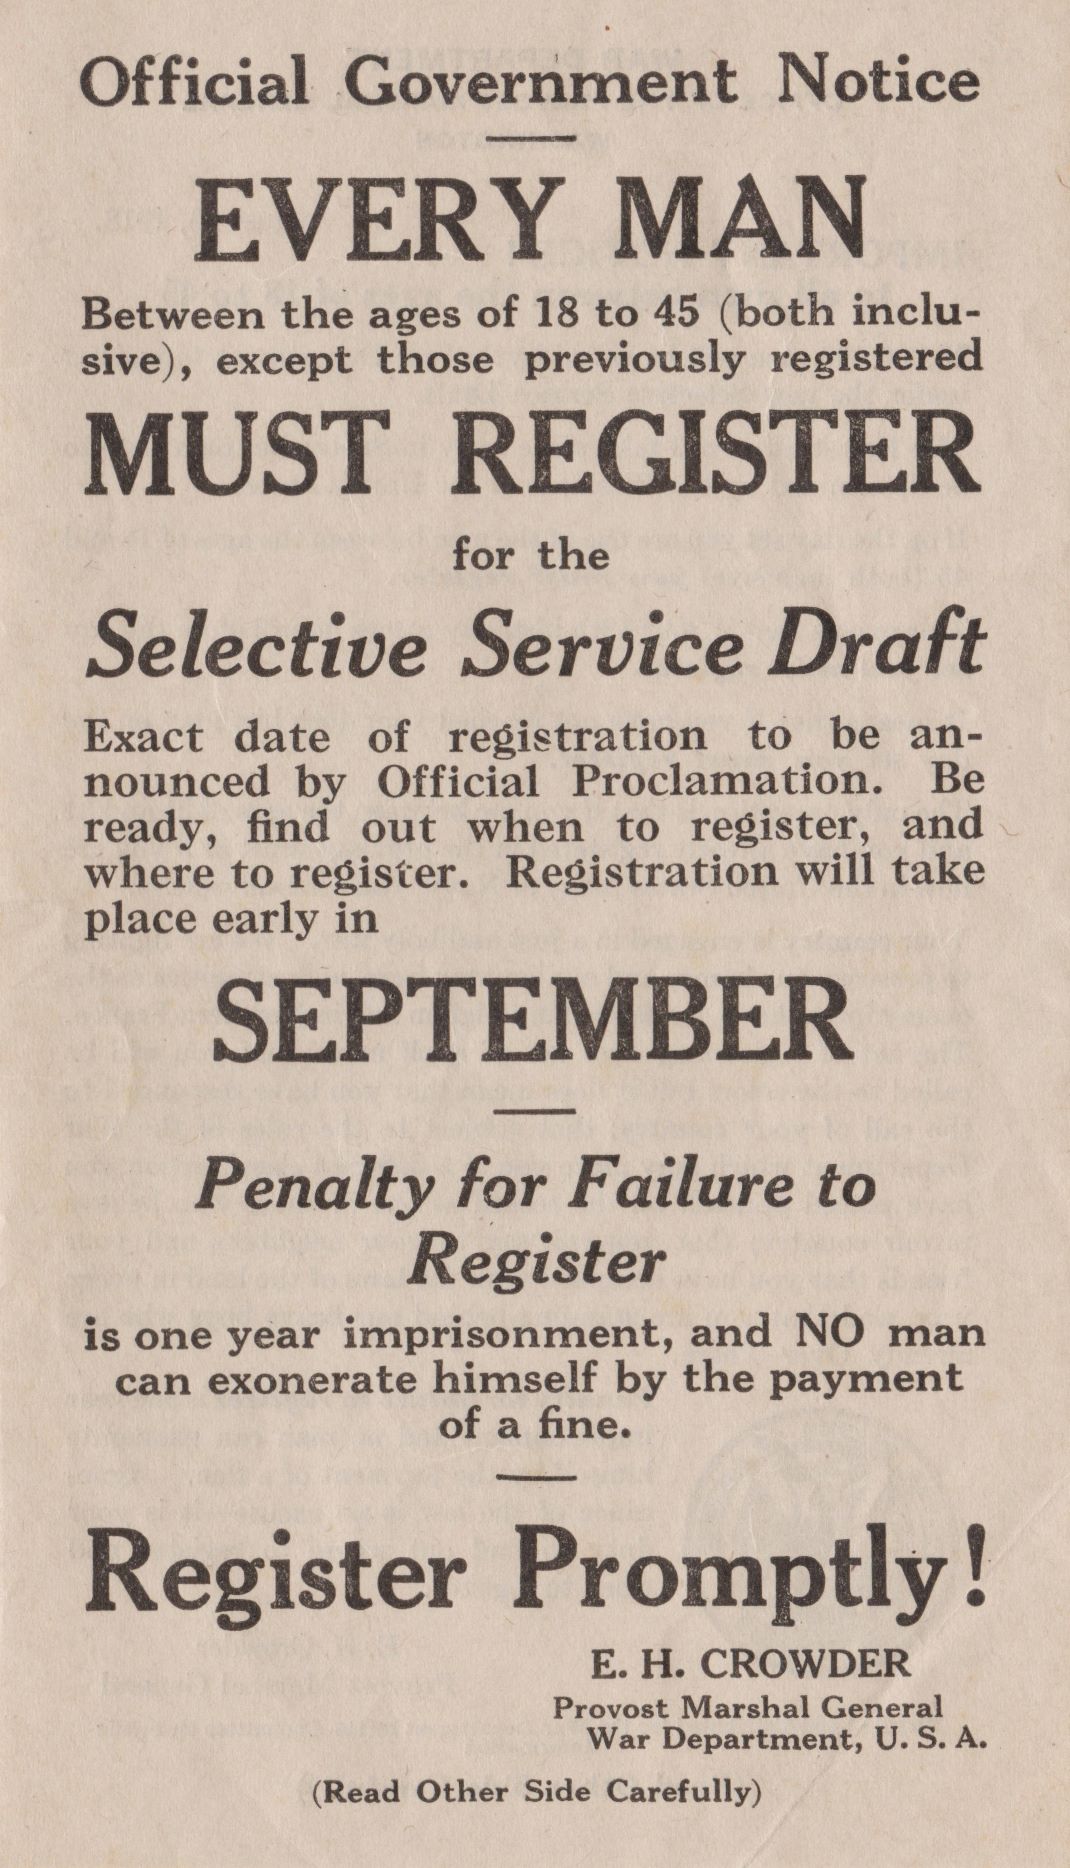 Official Government Notice
EVERY MAN
Between the ages of 18 to 45 (both inclu-
sive), except those previously registered
MUST REGISTER
for the
Selective Service Draft
Exact date of registration to be an-
nounced by Official Proclamation. Be
ready, find out when to register, and
where to register. Registration will take
place early in
SEPTEMBER
Penalty for Failure to
Register
is one year imprisonment, and NO man
can exonerate himself by the payment
of a fine.
Register Promptly!
E. H. CROWDER
Provost Marshal General
War Department, U. S. A.
(Read Other Side Carefully)